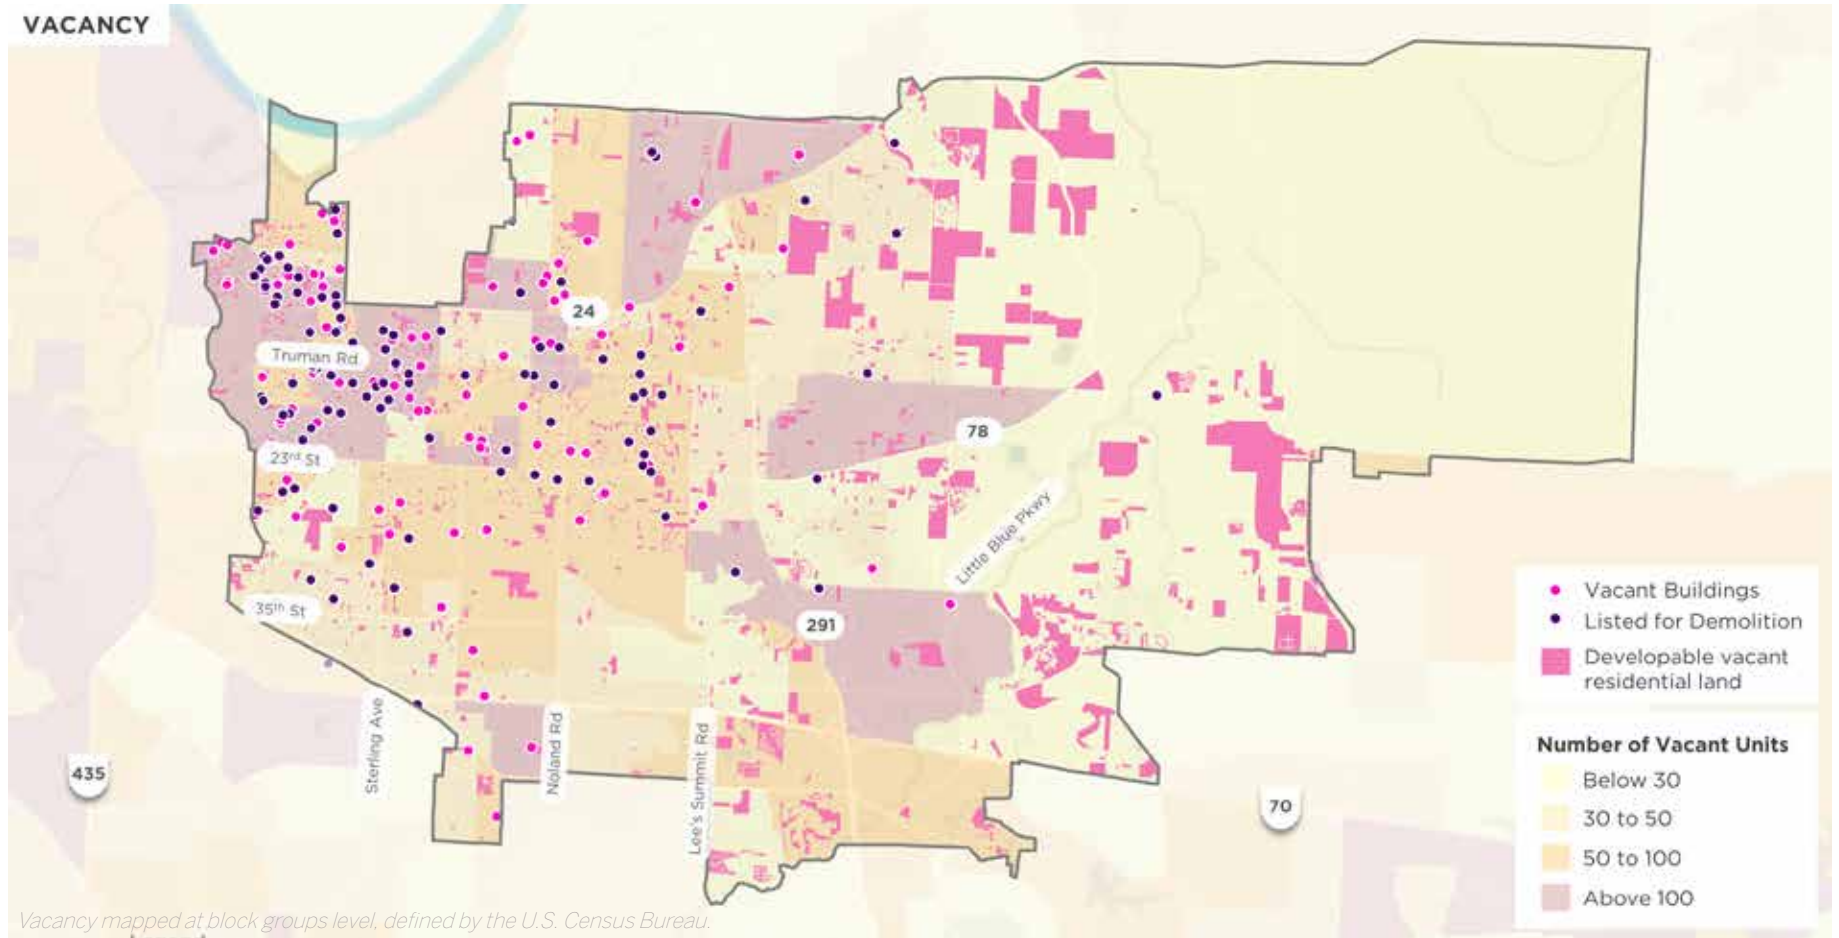 VACANCY
24
Truman Rd
78
23rd St
Little Blue Pkwy
35th St
291
Sterling Ave
Noland Rd
Lee's Summit Rd
435
70
Vacant Buildings
Listed for Demolition
Developable vacant
residential land
Number of Vacant Units
Below 30
30 to 50
50 to 100
Above 100
Vacancy mapped at block groups level, defined by the U.S. Census Bureau.